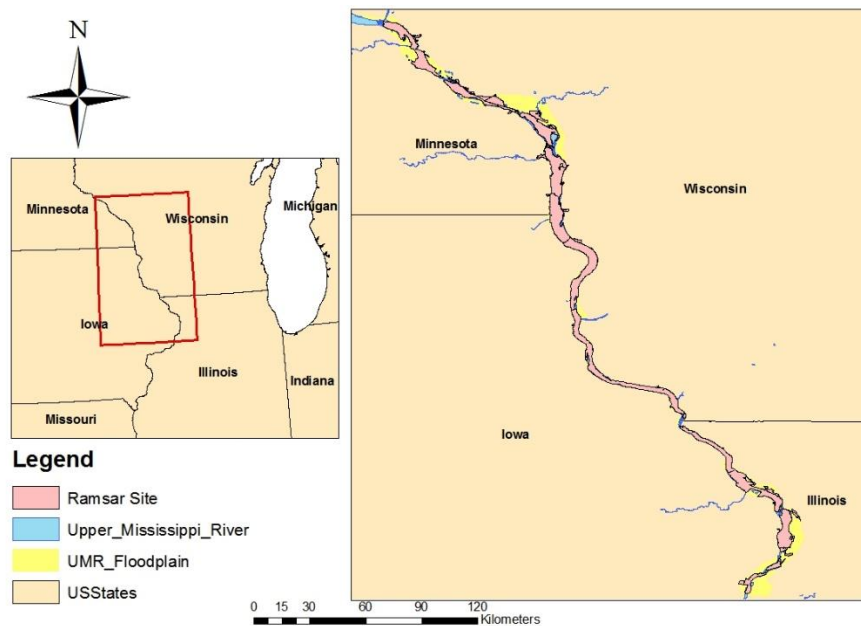 N
Minnesota
Wisconsin
Michigan
Iowa
Illinois
Indiana
Missouri
Minnesota
Wisconsin
Iowa
Illinois
Legend
Ramsar Site
Upper_Mississippi_River
UMR_Floodplain
USStates
0 15 30 60 90 120
Kilometers